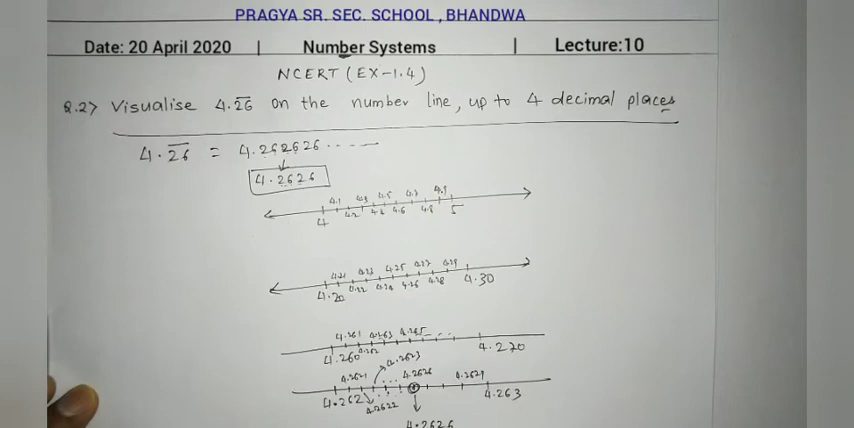 PRAGYA SR. SEC. SCHOOL , BHANDWA
Date: 20 April 2020 | Number Systems | Lecture:10
NCERT (EX-1.4)
Q.2> Visualise 4.2̅6̅ on the number line, up to 4 decimal places
4.2̅6̅ = 4.262626 .....
4.2626
4.1 4.3 4.5 4.7 4.9
4 4.2 4.4 4.6 4.8 5
4.21 4.23 4.25 4.27 4.29
4.20 4.22 4.24 4.26 4.28 4.30
4.261 4.263 4.265 ...
4.260 4.262 4.270
4.2623
4.2621 ... 4.2626 4.2629
4.262 4.2622 4.263
4.2626